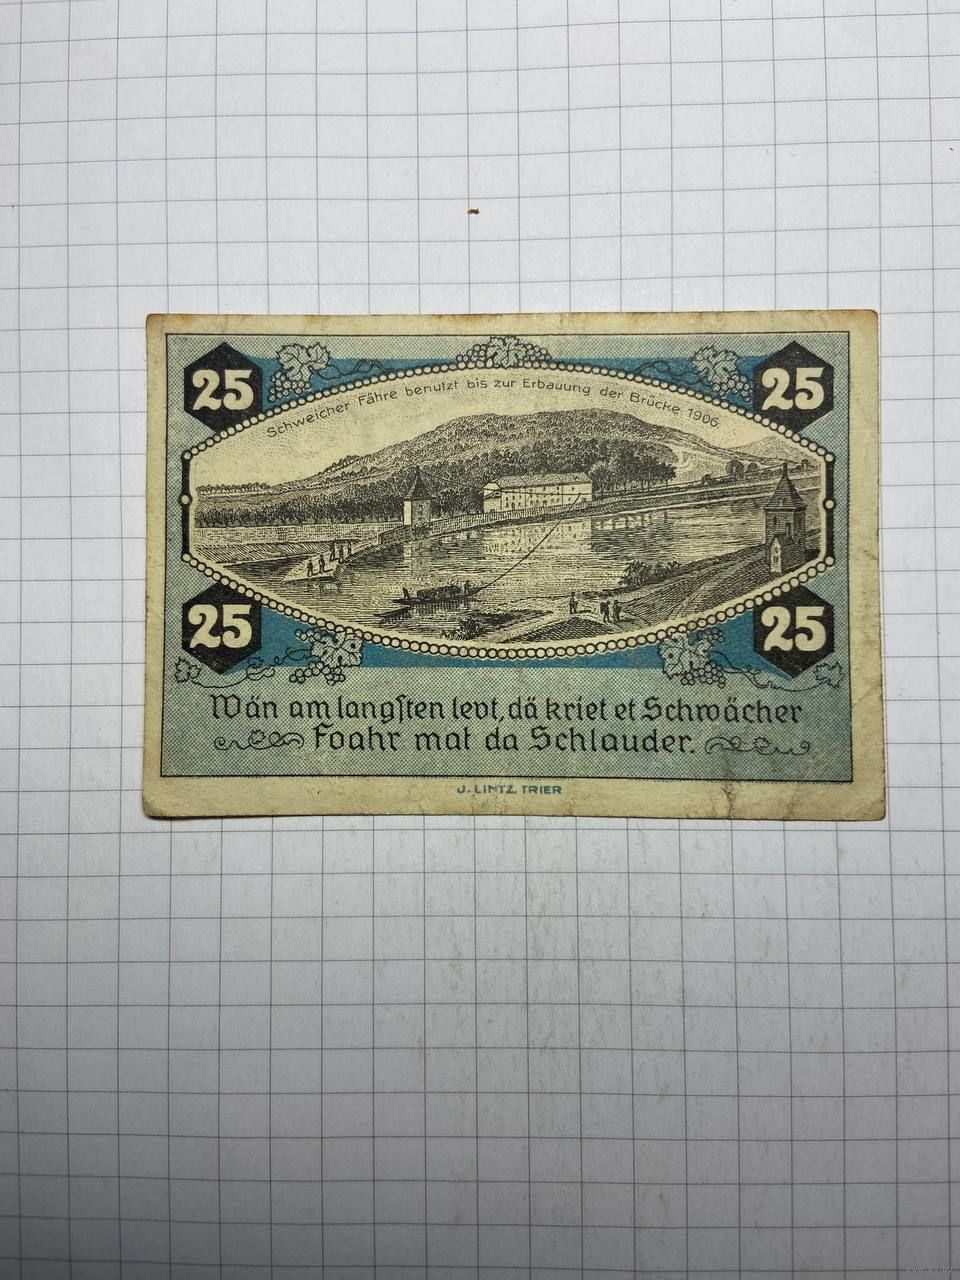 25 25
Schweicher Fähre benutzt bis zur Erbauung der Brücke 1906.
25 25
Wän am langſten levt, dä kriet et Schwächer
Foahr mat da Schlauder.
J. LINTZ, TRIER